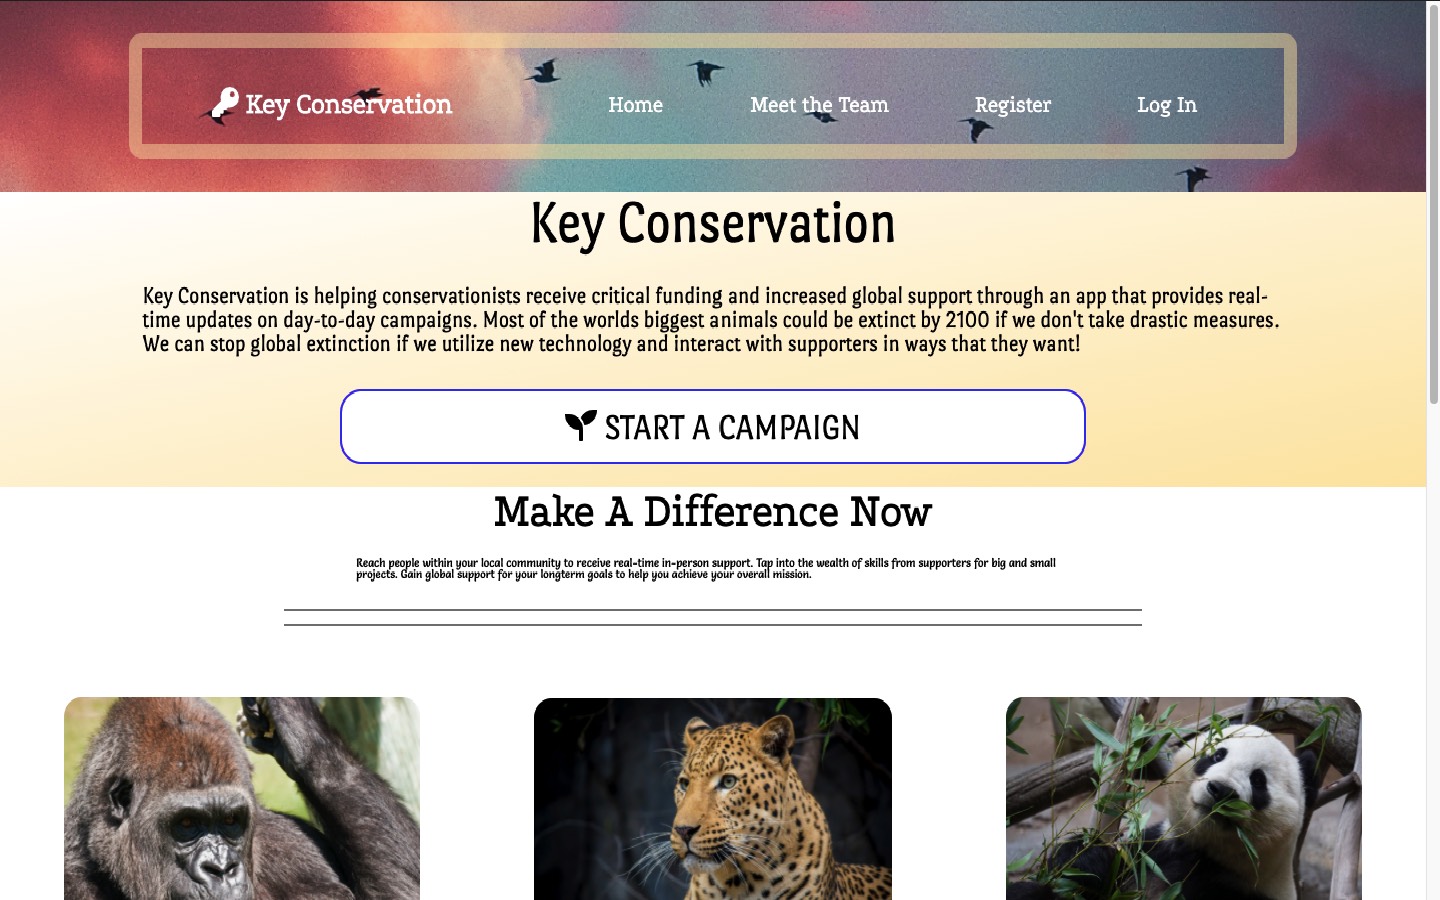 Key Conservation
Home
Meet the Team
Register
Log In
Key Conservation
Key Conservation is helping conservationists receive critical funding and increased global support through an app that provides real-
time updates on day-to-day campaigns. Most of the worlds biggest animals could be extinct by 2100 if we don't take drastic measures.
We can stop global extinction if we utilize new technology and interact with supporters in ways that they want!
START A CAMPAIGN
Make A Difference Now
Reach people within your local community to receive real-time in-person support. Tap into the wealth of skills from supporters for big and small
projects. Gain global support for your longterm goals to help you achieve your overall mission.